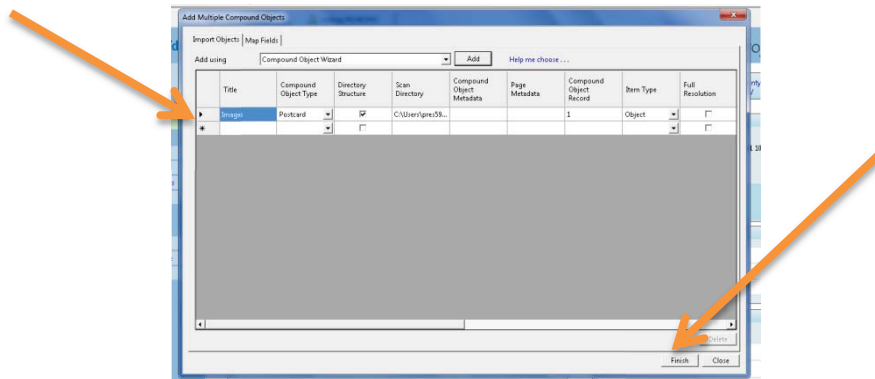 Add Multiple Compound Objects
Import Objects Map Fields
Add using Compound Object Wizard Add Help me choose . . .
Title Compound Object Type Directory Structure Scan Directory Compound Object Metadata Page Metadata Compound Object Record Item Type Full Resolution
Images Postcard C:\Users\pres59... 1 Object
Delete
Finish Close